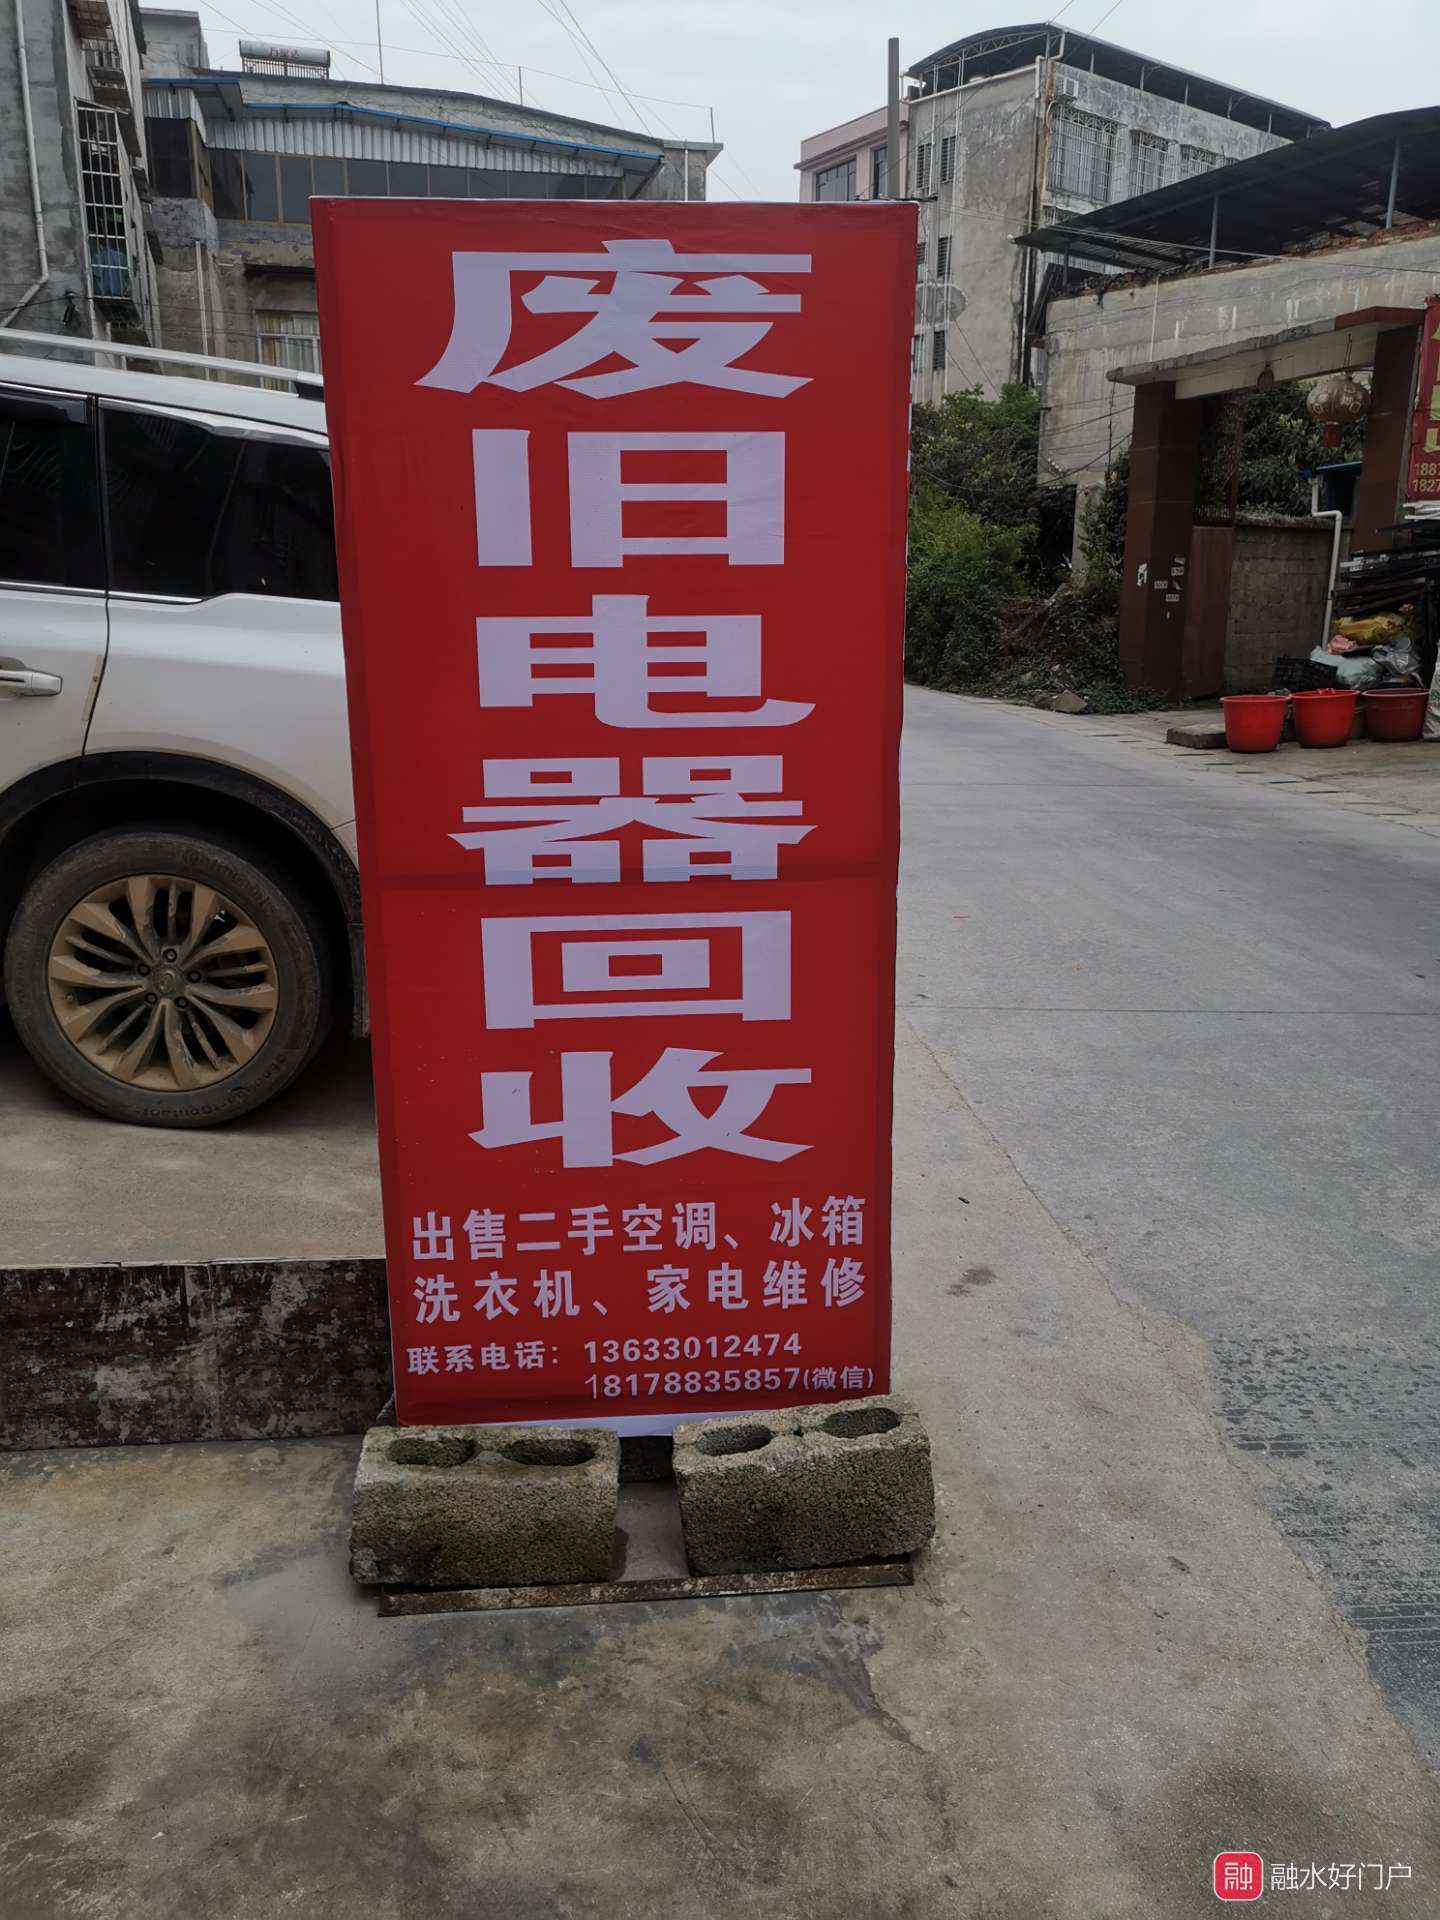 废旧电器回收
出售二手空调、冰箱
洗衣机、家电维修
联系电话：13633012474
18178835857(微信)
融 融水好门户